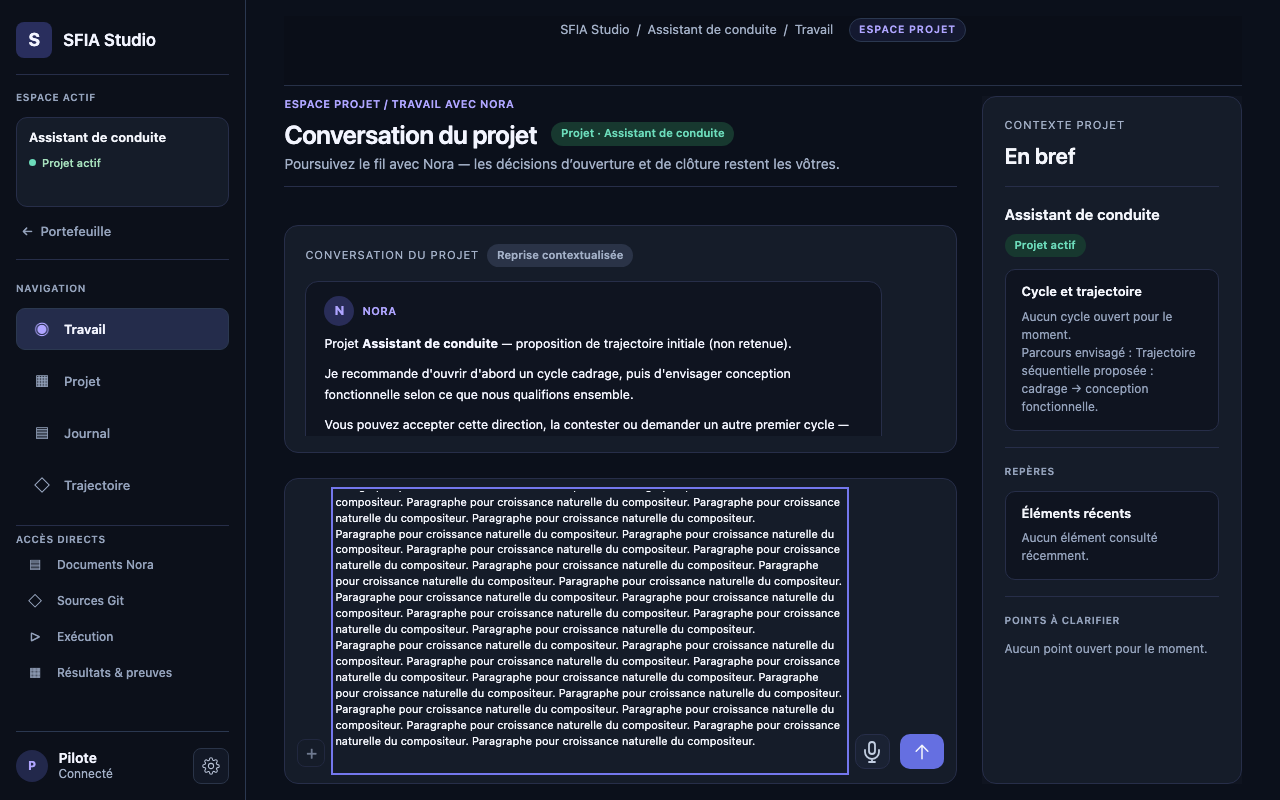 S SFIA Studio
ESPACE ACTIF
Assistant de conduite
Projet actif
← Portefeuille
NAVIGATION
Travail
Projet
Journal
Trajectoire
ACCÈS DIRECTS
Documents Nora
Sources Git
Exécution
Résultats & preuves
P Pilote
Connecté
SFIA Studio / Assistant de conduite / Travail ESPACE PROJET
ESPACE PROJET / TRAVAIL AVEC NORA
Conversation du projet Projet · Assistant de conduite
Poursuivez le fil avec Nora — les décisions d’ouverture et de clôture restent les vôtres.
CONVERSATION DU PROJET Reprise contextualisée
N NORA
Projet Assistant de conduite — proposition de trajectoire initiale (non retenue).
Je recommande d'ouvrir d'abord un cycle cadrage, puis d'envisager conception
fonctionnelle selon ce que nous qualifions ensemble.
Vous pouvez accepter cette direction, la contester ou demander un autre premier cycle —
compositeur. Paragraphe pour croissance naturelle du compositeur. Paragraphe pour croissance
naturelle du compositeur. Paragraphe pour croissance naturelle du compositeur.
Paragraphe pour croissance naturelle du compositeur. Paragraphe pour croissance naturelle du
compositeur. Paragraphe pour croissance naturelle du compositeur. Paragraphe pour croissance
naturelle du compositeur. Paragraphe pour croissance naturelle du compositeur. Paragraphe
pour croissance naturelle du compositeur. Paragraphe pour croissance naturelle du compositeur.
Paragraphe pour croissance naturelle du compositeur. Paragraphe pour croissance naturelle du
compositeur. Paragraphe pour croissance naturelle du compositeur. Paragraphe pour croissance
naturelle du compositeur. Paragraphe pour croissance naturelle du compositeur.
Paragraphe pour croissance naturelle du compositeur. Paragraphe pour croissance naturelle du
compositeur. Paragraphe pour croissance naturelle du compositeur. Paragraphe pour croissance
naturelle du compositeur. Paragraphe pour croissance naturelle du compositeur. Paragraphe
pour croissance naturelle du compositeur. Paragraphe pour croissance naturelle du compositeur.
Paragraphe pour croissance naturelle du compositeur. Paragraphe pour croissance naturelle du
compositeur. Paragraphe pour croissance naturelle du compositeur. Paragraphe pour croissance
naturelle du compositeur. Paragraphe pour croissance naturelle du compositeur.
+
CONTEXTE PROJET
En bref
Assistant de conduite
Projet actif
Cycle et trajectoire
Aucun cycle ouvert pour le
moment.
Parcours envisagé : Trajectoire
séquentielle proposée :
cadrage → conception
fonctionnelle.
REPÈRES
Éléments récents
Aucun élément consulté
récemment.
POINTS À CLARIFIER
Aucun point ouvert pour le moment.